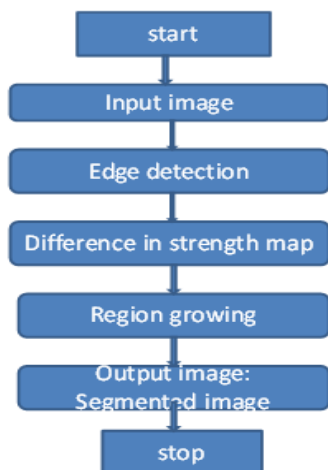 start
Input image
Edge detection
Difference in strength map
Region growing
Output image:
Segmented image
stop